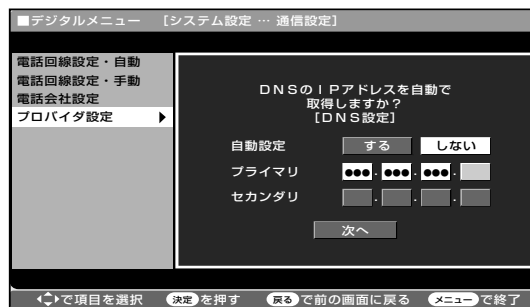 ■デジタルメニュー ［システム設定 … 通信設定］
電話回線設定・自動
電話回線設定・手動
電話会社設定
プロバイダ設定
ＤＮＳのＩＰアドレスを自動で
取得しますか？
［ＤＮＳ設定］
自動設定 する しない
プライマリ ●●● . ●●● . ●●● .
セカンダリ . . .
次へ
で項目を選択 決定を押す 戻るで前の画面に戻る メニューで終了